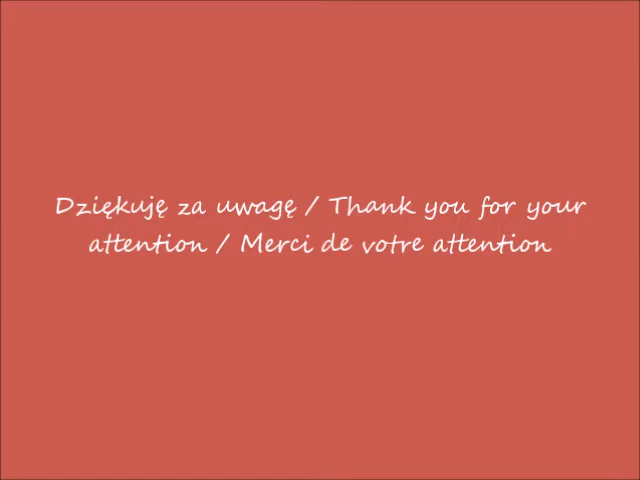 Dziękuję za uwagę / Thank you for your
attention / Merci de votre attention